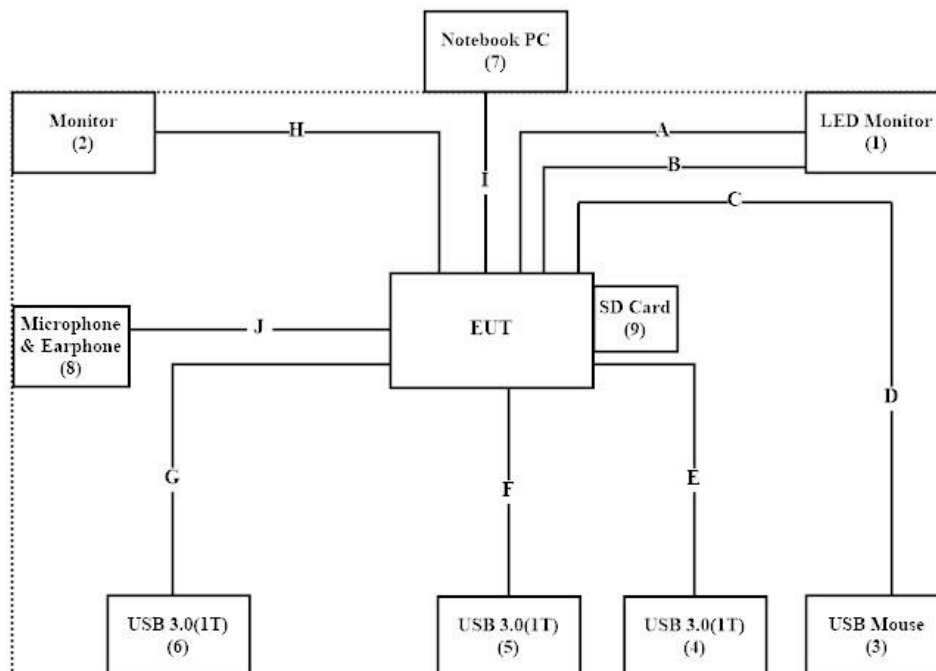 Notebook PC
(7)
Monitor
(2)
H
A
LED Monitor
(1)
B
I
C
SD Card
(9)
EUT
Microphone
& Earphone
(8)
J
D
G
F
E
USB 3.0(1T)
(6)
USB 3.0(1T)
(5)
USB 3.0(1T)
(4)
USB Mouse
(3)